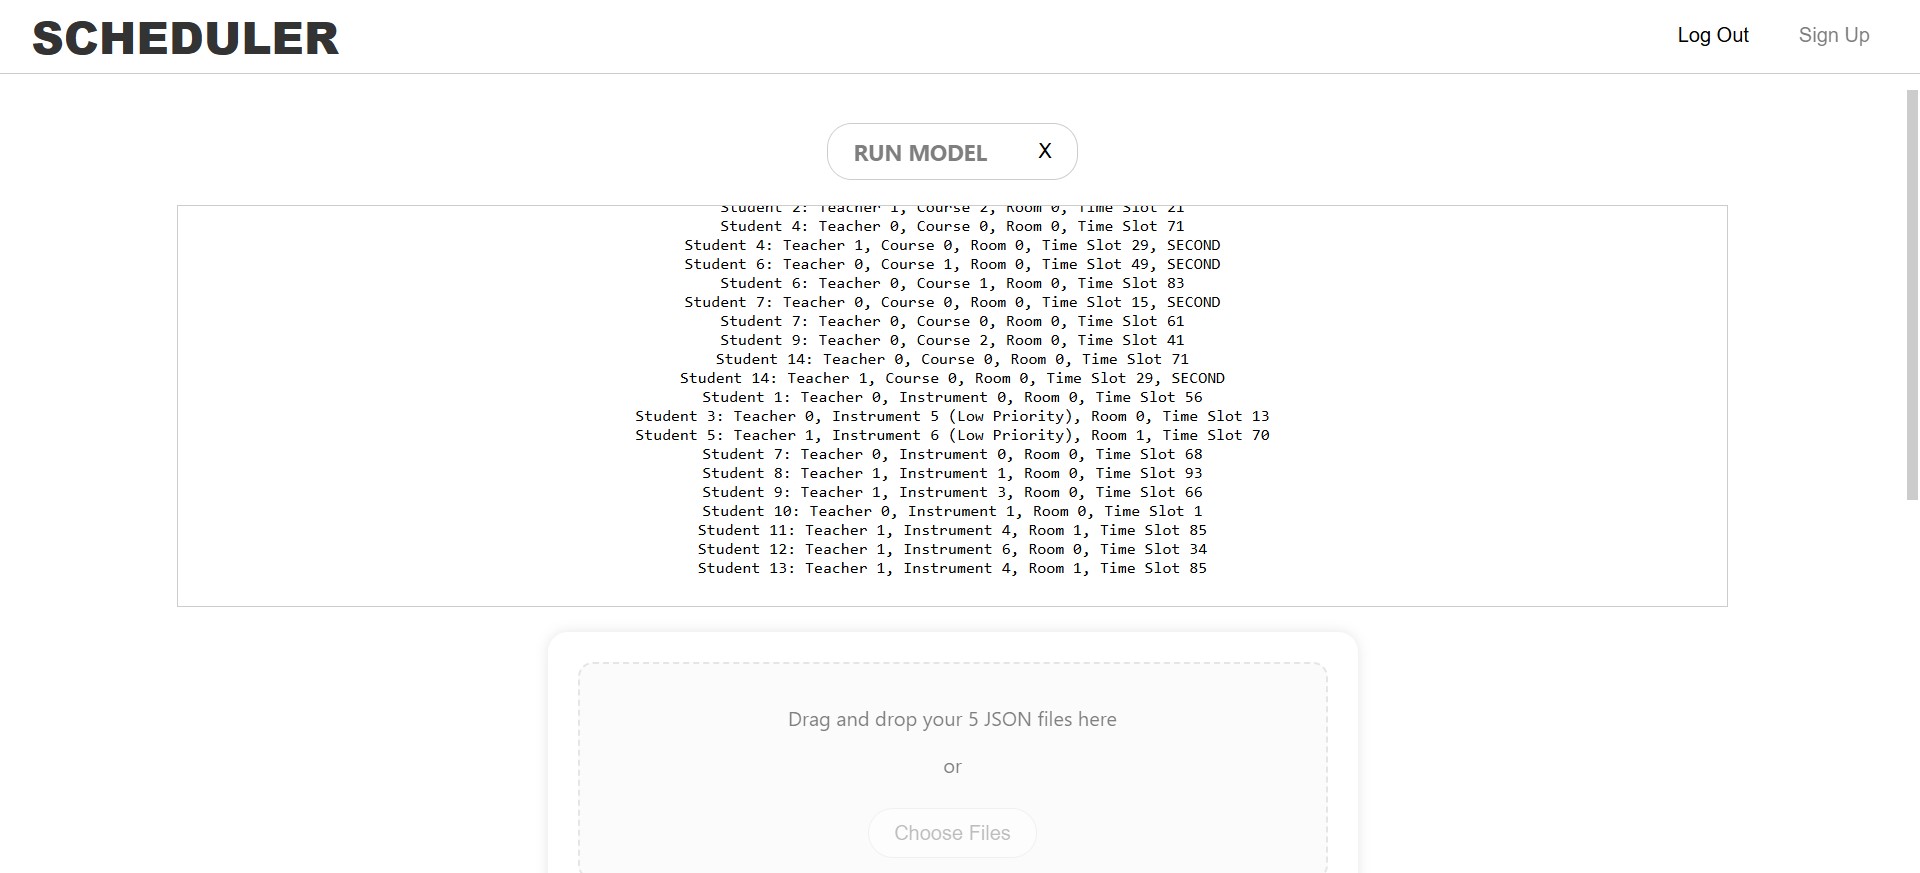 SCHEDULER
Log Out
Sign Up
RUN MODEL
X
Student 2: Teacher 1, Course 2, Room 0, Time Slot 21
Student 4: Teacher 0, Course 0, Room 0, Time Slot 71
Student 4: Teacher 1, Course 0, Room 0, Time Slot 29, SECOND
Student 6: Teacher 0, Course 1, Room 0, Time Slot 49, SECOND
Student 6: Teacher 0, Course 1, Room 0, Time Slot 83
Student 7: Teacher 0, Course 0, Room 0, Time Slot 15, SECOND
Student 7: Teacher 0, Course 0, Room 0, Time Slot 61
Student 9: Teacher 0, Course 2, Room 0, Time Slot 41
Student 14: Teacher 0, Course 0, Room 0, Time Slot 71
Student 14: Teacher 1, Course 0, Room 0, Time Slot 29, SECOND
Student 1: Teacher 0, Instrument 0, Room 0, Time Slot 56
Student 3: Teacher 0, Instrument 5 (Low Priority), Room 0, Time Slot 13
Student 5: Teacher 1, Instrument 6 (Low Priority), Room 1, Time Slot 70
Student 7: Teacher 0, Instrument 0, Room 0, Time Slot 68
Student 8: Teacher 1, Instrument 1, Room 0, Time Slot 93
Student 9: Teacher 1, Instrument 3, Room 0, Time Slot 66
Student 10: Teacher 0, Instrument 1, Room 0, Time Slot 1
Student 11: Teacher 1, Instrument 4, Room 1, Time Slot 85
Student 12: Teacher 1, Instrument 6, Room 0, Time Slot 34
Student 13: Teacher 1, Instrument 4, Room 1, Time Slot 85
Drag and drop your 5 JSON files here
or
Choose Files